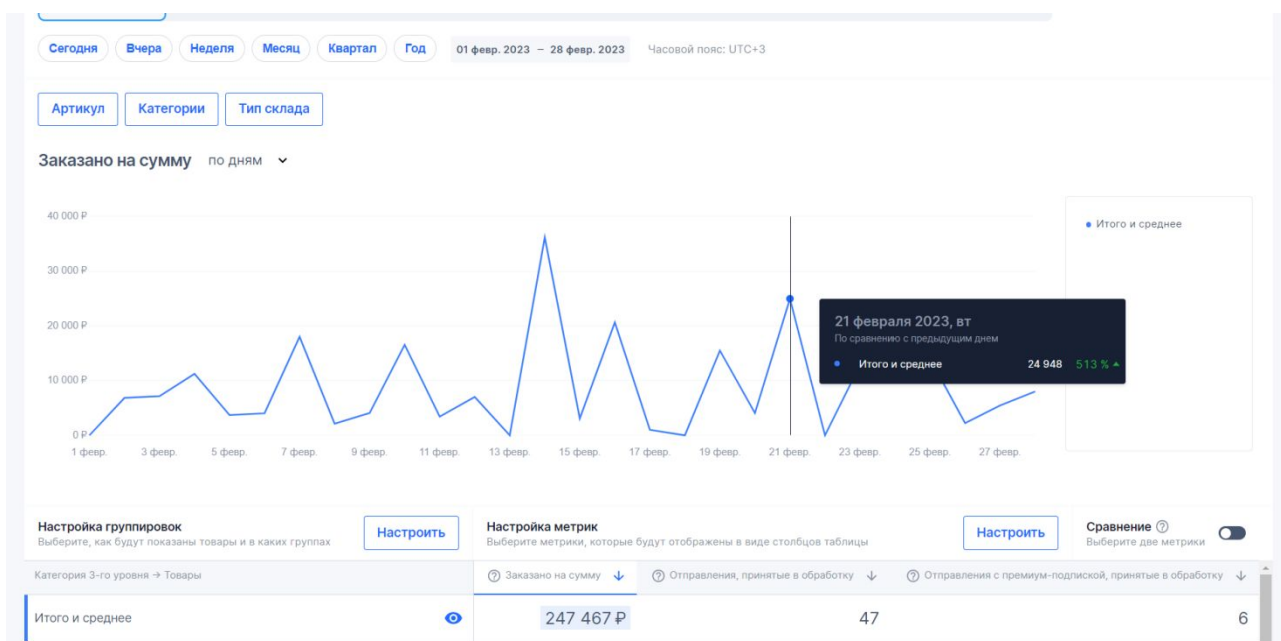 Сегодня Вчера Неделя Месяц Квартал Год 01 февр. 2023 – 28 февр. 2023 Часовой пояс: UTC+3
Артикул Категории Тип склада
Заказано на сумму по дням
40 000 ₽
30 000 ₽
20 000 ₽
10 000 ₽
0 ₽
1 февр. 3 февр. 5 февр. 7 февр. 9 февр. 11 февр. 13 февр. 15 февр. 17 февр. 19 февр. 21 февр. 23 февр. 25 февр. 27 февр.
Итого и среднее
21 февраля 2023, вт
По сравнению с предыдущим днем
Итого и среднее 24 948 513 %
Настройка группировок
Выберите, как будут показаны товары и в каких группах
Настроить
Настройка метрик
Выберите метрики, которые будут отображены в виде столбцов таблицы
Настроить
Сравнение
Выберите две метрики
Категория 3-го уровня → Товары Заказано на сумму Отправления, принятые в обработку Отправления с премиум-подпиской, принятые в обработку
Итого и среднее 247 467 ₽ 47 6